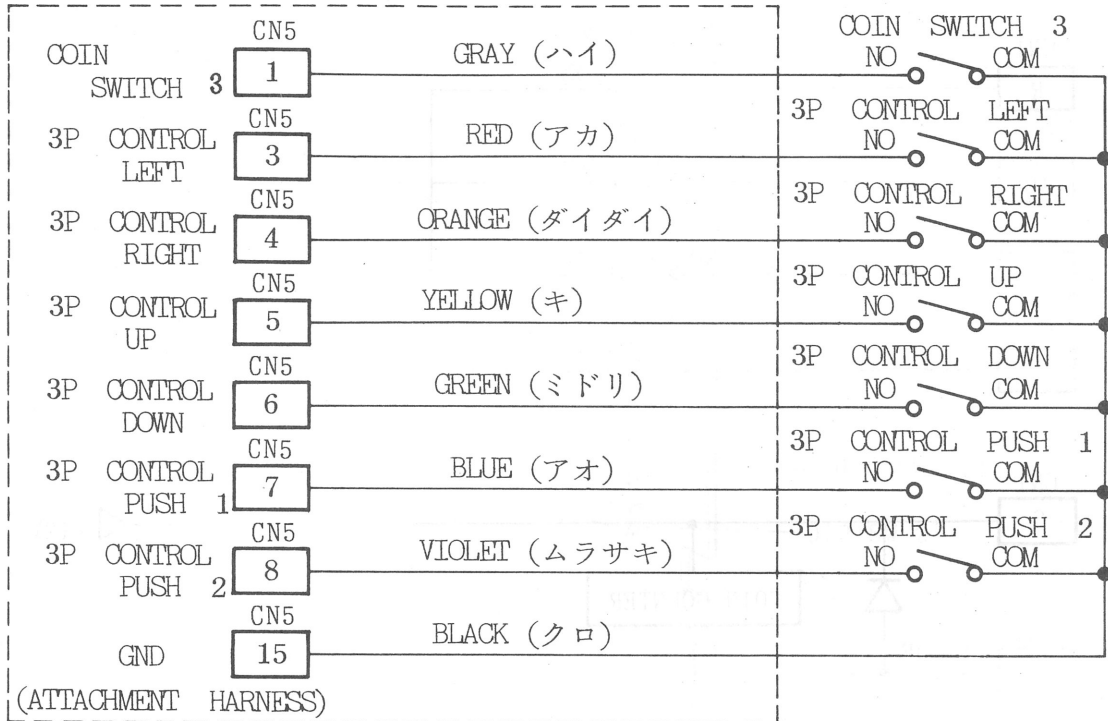 CN5
COIN SWITCH 3
COIN
SWITCH 3
1
GRAY (ハイ)
NO COM
CN5
3P CONTROL LEFT
3P CONTROL
LEFT
3
RED (アカ)
NO COM
3P CONTROL RIGHT
CN5
3P CONTROL
RIGHT
4
ORANGE (ダイダイ)
NO COM
CN5
3P CONTROL UP
3P CONTROL
UP
5
YELLOW (キ)
NO COM
3P CONTROL DOWN
CN5
3P CONTROL
DOWN
6
GREEN (ミドリ)
NO COM
CN5
3P CONTROL PUSH 1
3P CONTROL
PUSH 1
7
BLUE (アオ)
NO COM
CN5
3P CONTROL PUSH 2
3P CONTROL
PUSH 2
8
VIOLET (ムラサキ)
NO COM
CN5
GND
15
BLACK (クロ)
(ATTACHMENT HARNESS)